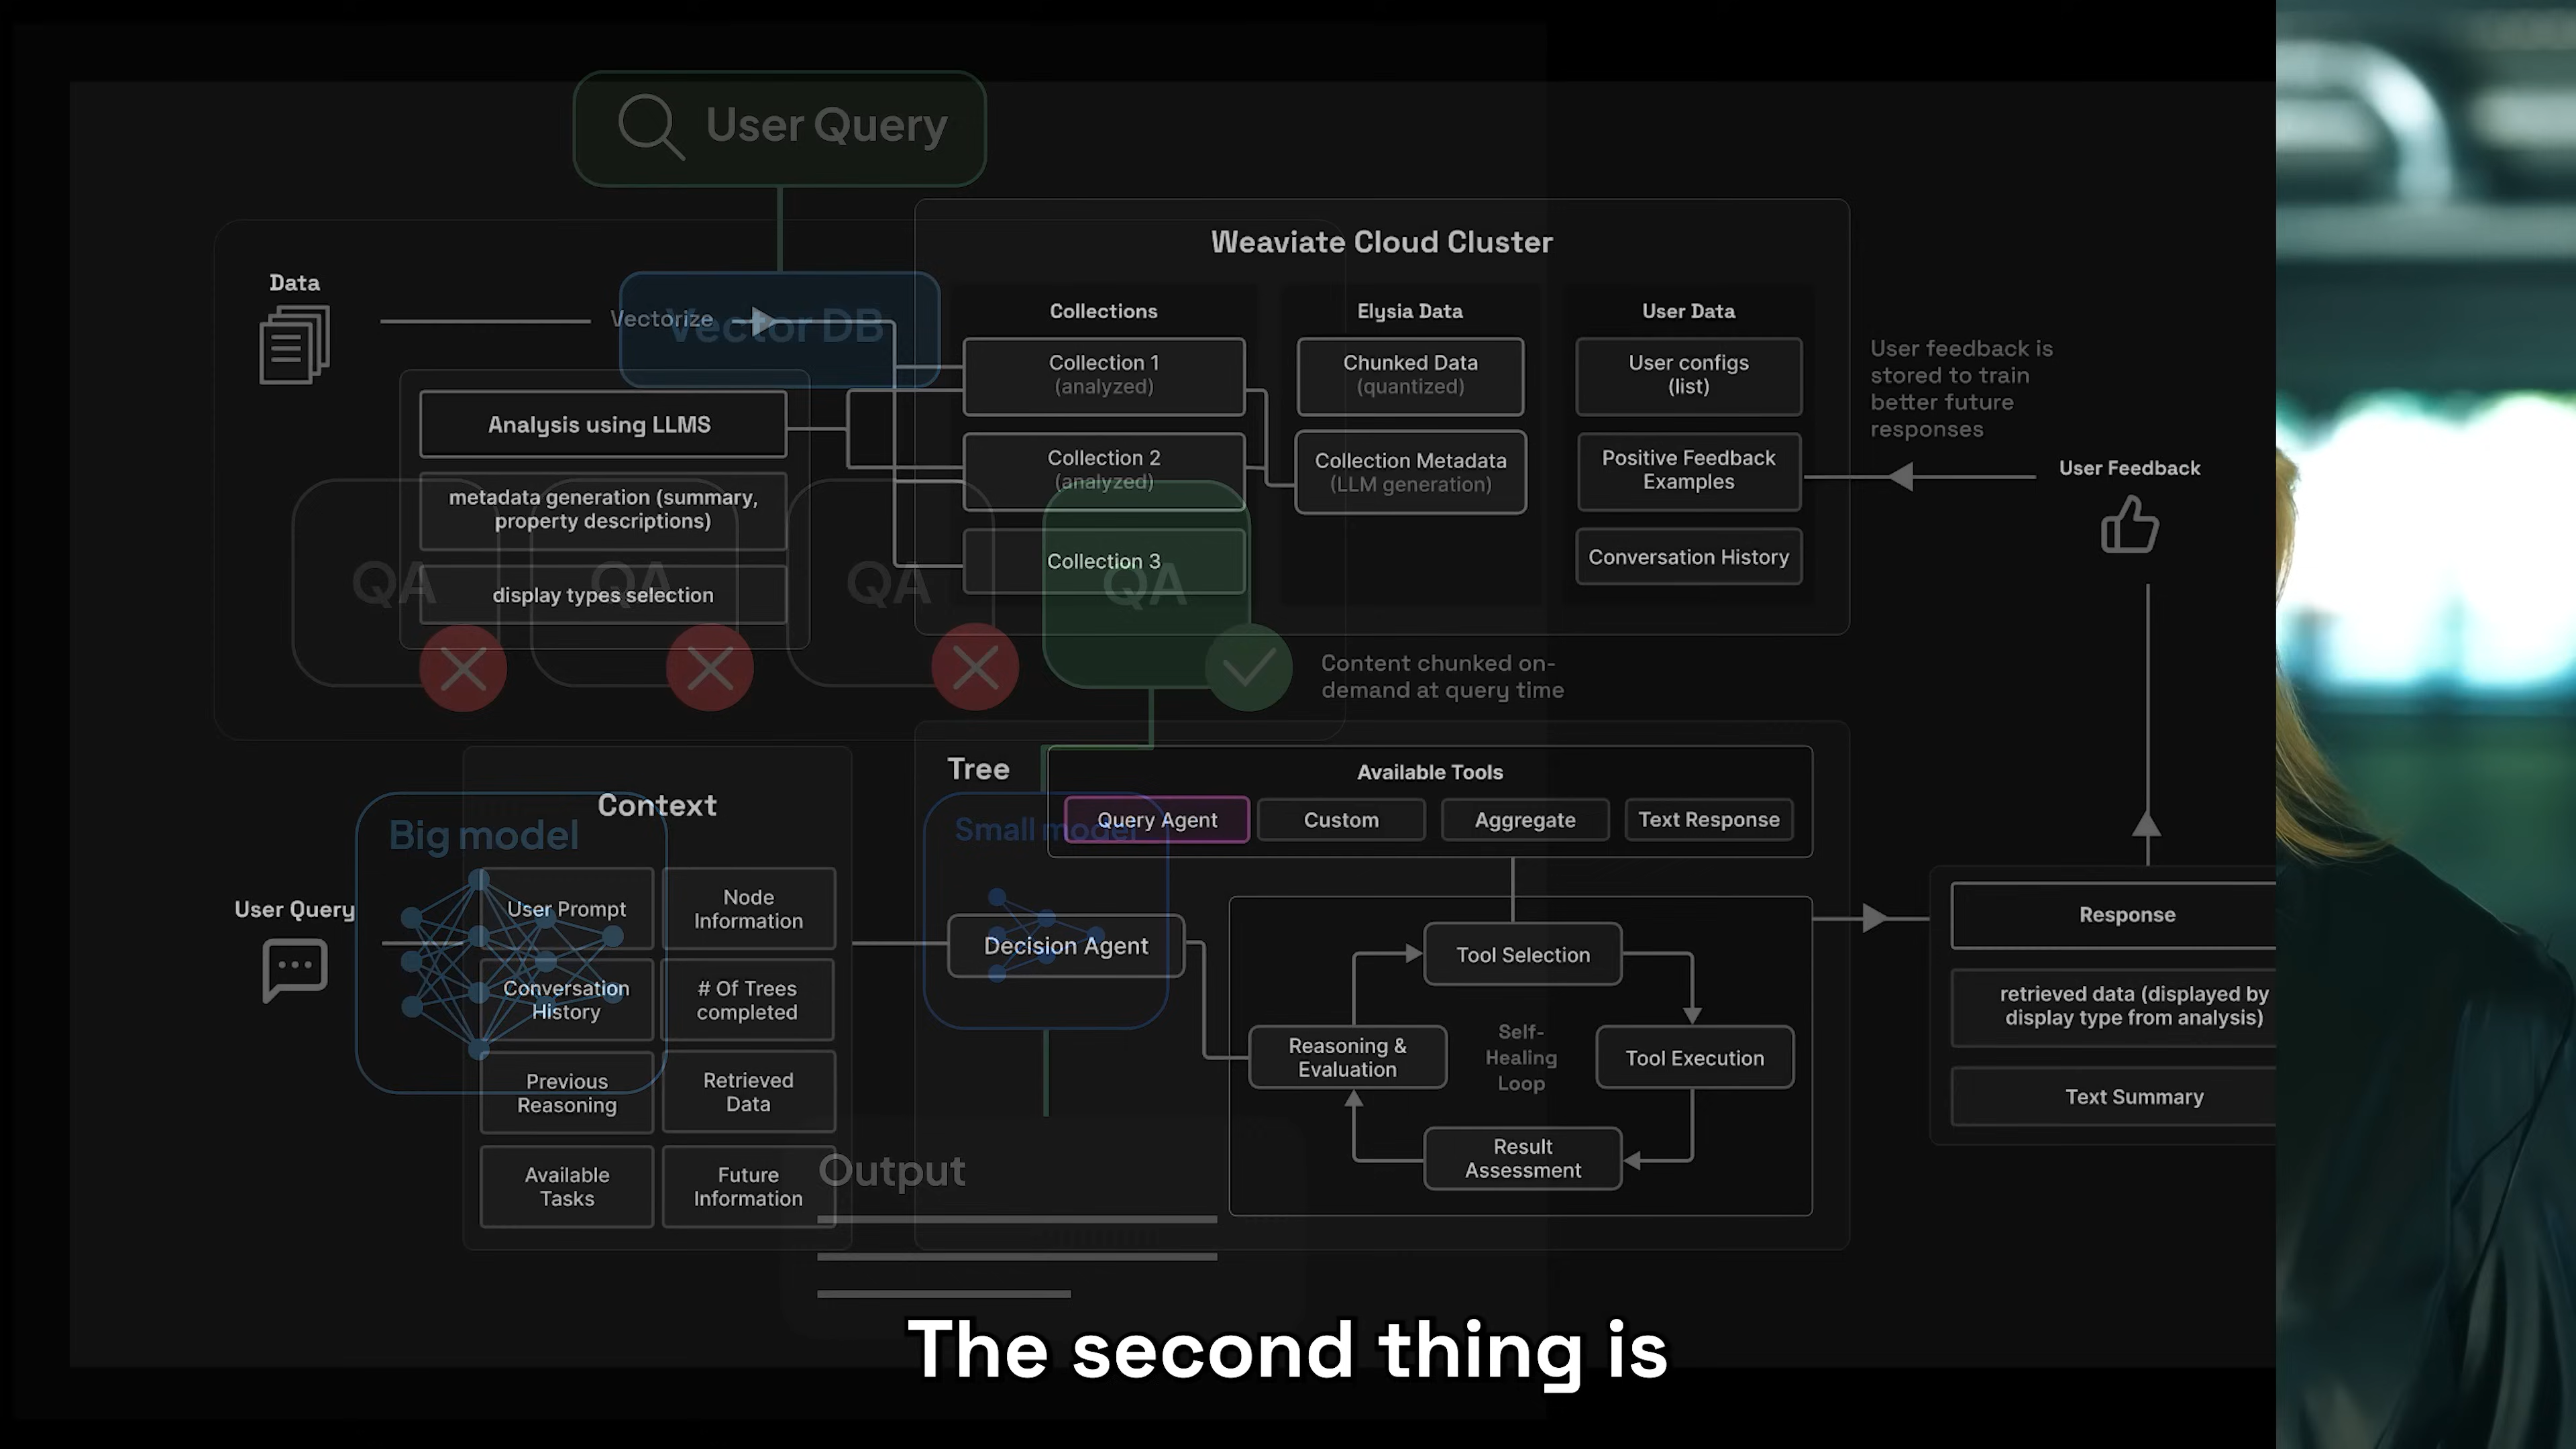 User Query
Vector DB
QA
QA
QA
QA
Big model
Small model
Output
Data
Vectorize
Analysis using LLMS
metadata generation (summary,
property descriptions)
display types selection
Weaviate Cloud Cluster
Collections
Collection 1
(analyzed)
Collection 2
(analyzed)
Collection 3
Elysia Data
Chunked Data
(quantized)
Collection Metadata
(LLM generation)
User Data
User configs
(list)
Positive Feedback
Examples
Conversation History
User feedback is
stored to train
better future
responses
User Feedback
Content chunked on-
demand at query time
User Query
Context
User Prompt
Node
Information
Conversation
History
# Of Trees
completed
Previous
Reasoning
Retrieved
Data
Available
Tasks
Future
Information
Tree
Decision Agent
Available Tools
Query Agent
Custom
Aggregate
Text Response
Tool Selection
Reasoning &
Evaluation
Self-
Healing
Loop
Tool Execution
Result
Assessment
Response
retrieved data (displayed by
display type from analysis)
Text Summary
The second thing is